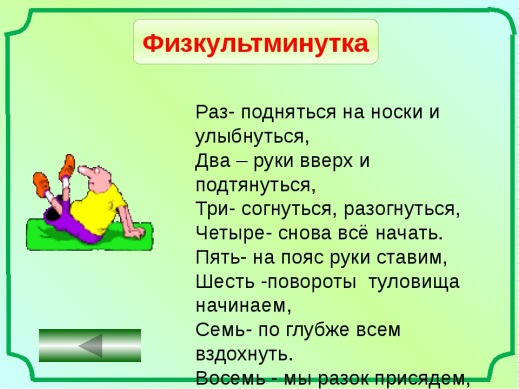 Физкультминутка
Раз- подняться на носки и
улыбнуться,
Два – руки вверх и
подтянуться,
Три- согнуться, разогнуться,
Четыре- снова всё начать.
Пять- на пояс руки ставим,
Шесть -повороты  туловища
начинаем,
Семь- по глубже всем
вздохнуть.
Восемь - мы разок присядем,